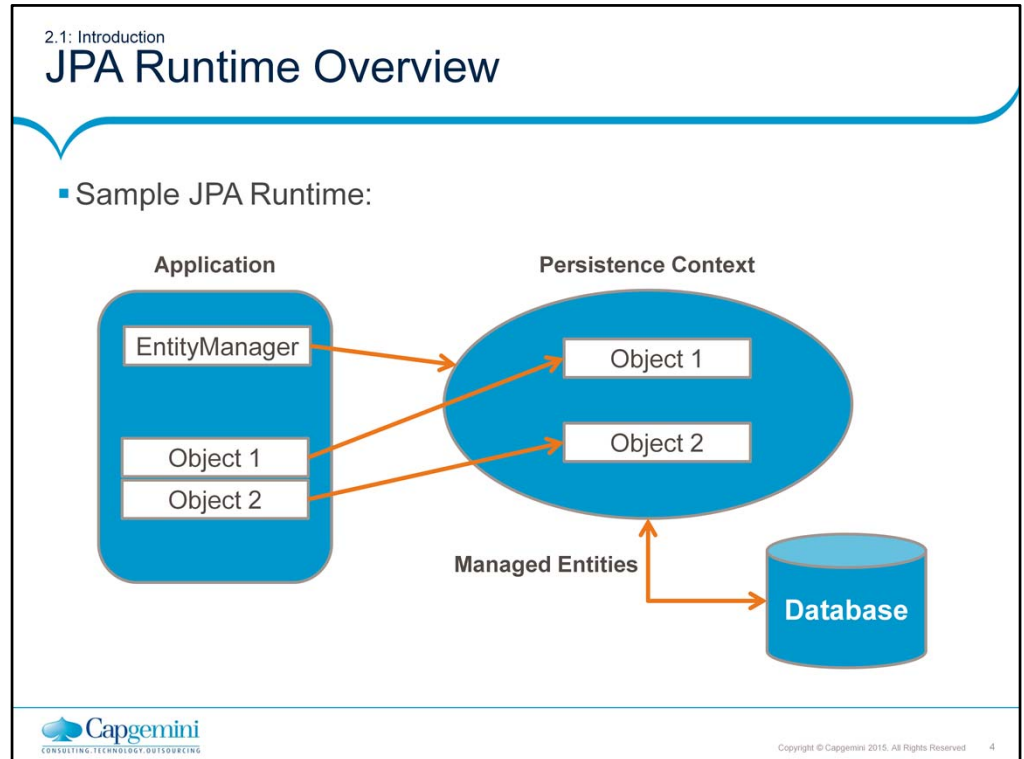 2.1: Introduction
JPA Runtime Overview
▪ Sample JPA Runtime:
Application
Persistence Context
EntityManager
Object 1
Object 2
Object 1
Object 2
Managed Entities
Database
Capgemini
CONSULTING.TECHNOLOGY.OUTSOURCING
Copyright © Capgemini 2015. All Rights Reserved 4